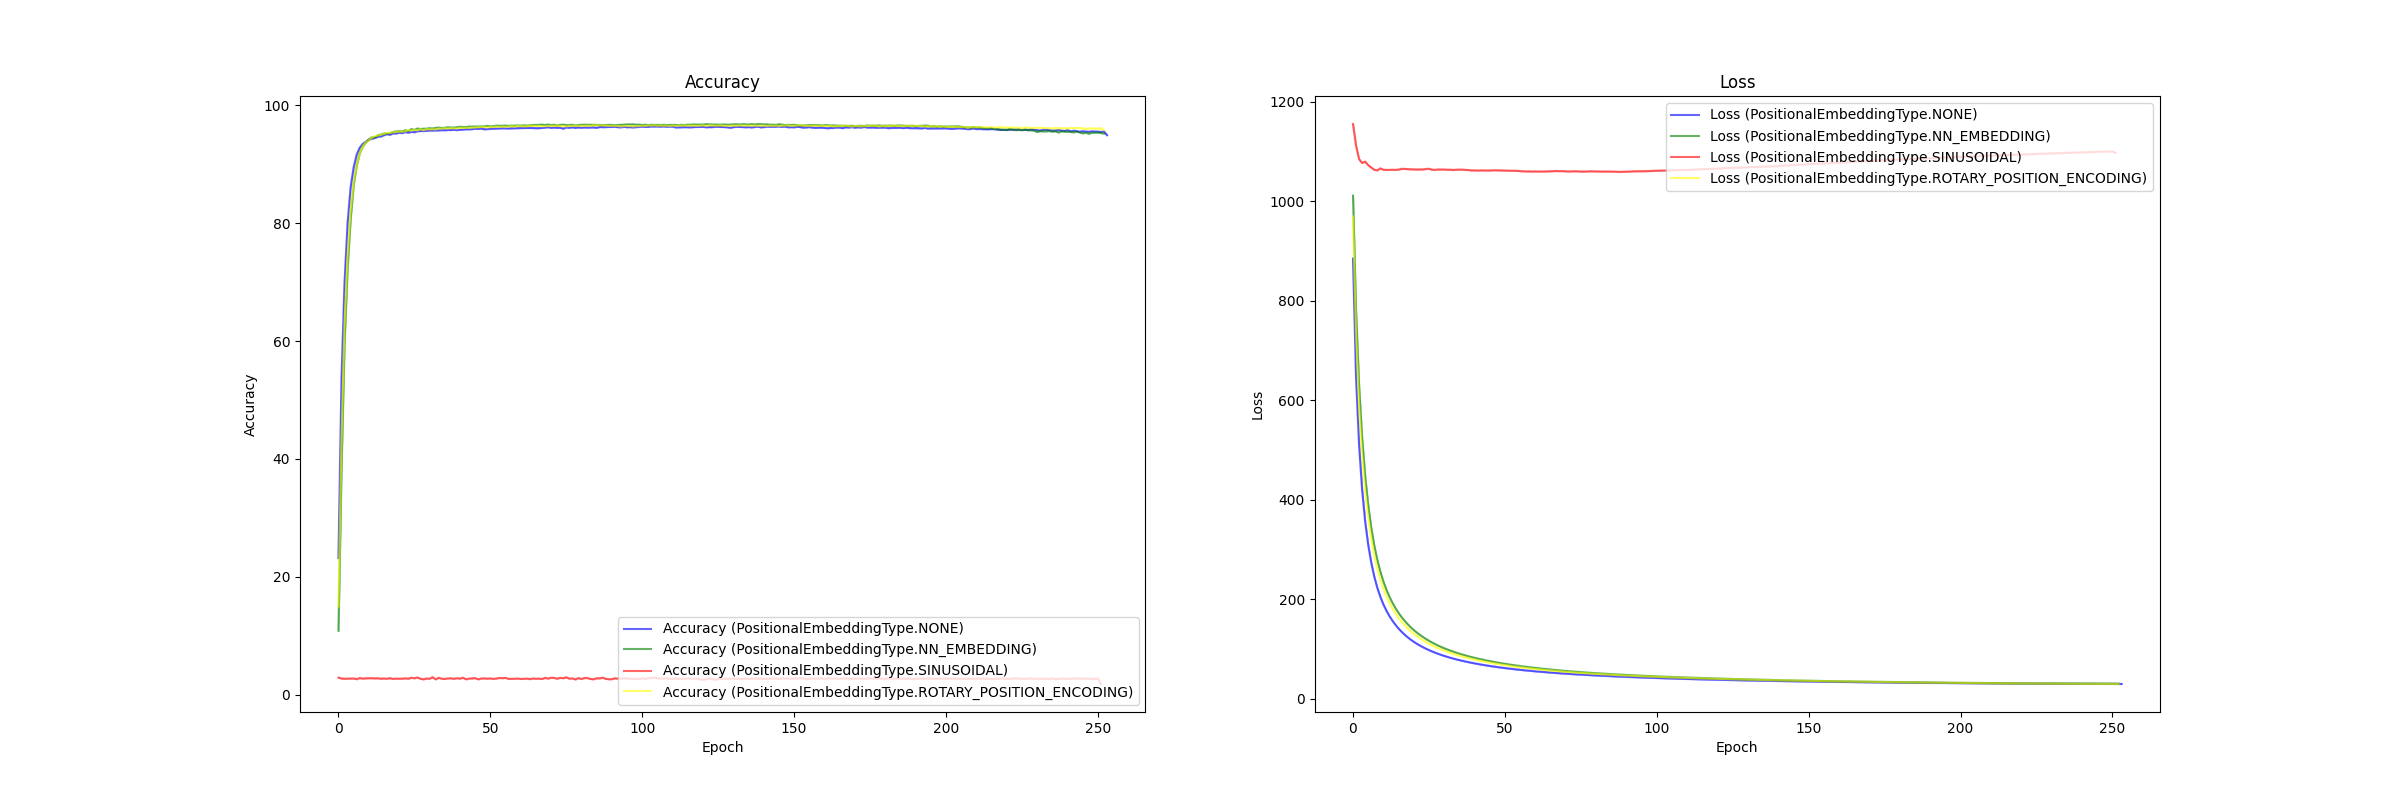 Accuracy
100
80
60
40
20
0
Accuracy
Accuracy (PositionalEmbeddingType.NONE)
Accuracy (PositionalEmbeddingType.NN_EMBEDDING)
Accuracy (PositionalEmbeddingType.SINUSOIDAL)
Accuracy (PositionalEmbeddingType.ROTARY_POSITION_ENCODING)
0 50 100 150 200 250
Epoch
Loss
1200
1000
800
600
400
200
0
Loss
Loss (PositionalEmbeddingType.NONE)
Loss (PositionalEmbeddingType.NN_EMBEDDING)
Loss (PositionalEmbeddingType.SINUSOIDAL)
Loss (PositionalEmbeddingType.ROTARY_POSITION_ENCODING)
0 50 100 150 200 250
Epoch